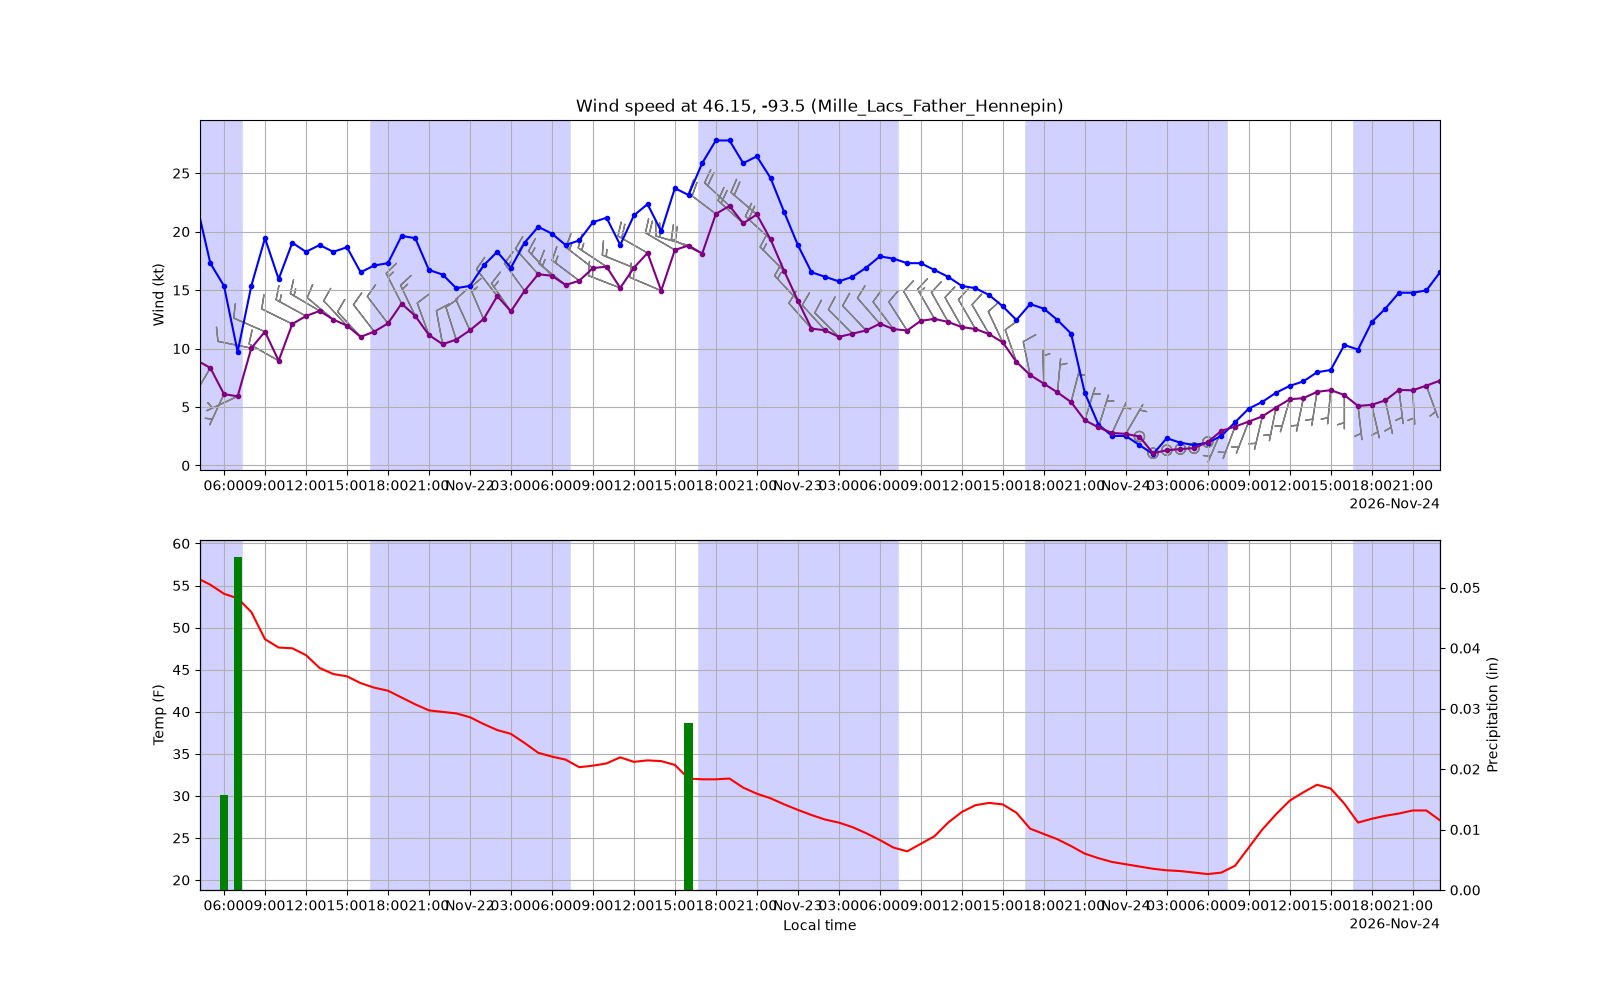 Wind speed at 46.15, -93.5 (Mille_Lacs_Father_Hennepin)
25
20
15
10
5
0
Wind (kt)
06:00 09:00 12:00 15:00 18:00 21:00 Nov-22 03:00 06:00 09:00 12:00 15:00 18:00 21:00 Nov-23 03:00 06:00 09:00 12:00 15:00 18:00 21:00 Nov-24 03:00 06:00 09:00 12:00 15:00 18:00 21:00
2026-Nov-24
60
55
50
45
40
35
30
25
20
Temp (F)
0.05
0.04
0.03
0.02
0.01
0.00
Precipitation (in)
06:00 09:00 12:00 15:00 18:00 21:00 Nov-22 03:00 06:00 09:00 12:00 15:00 18:00 21:00 Nov-23 03:00 06:00 09:00 12:00 15:00 18:00 21:00 Nov-24 03:00 06:00 09:00 12:00 15:00 18:00 21:00
Local time
2026-Nov-24